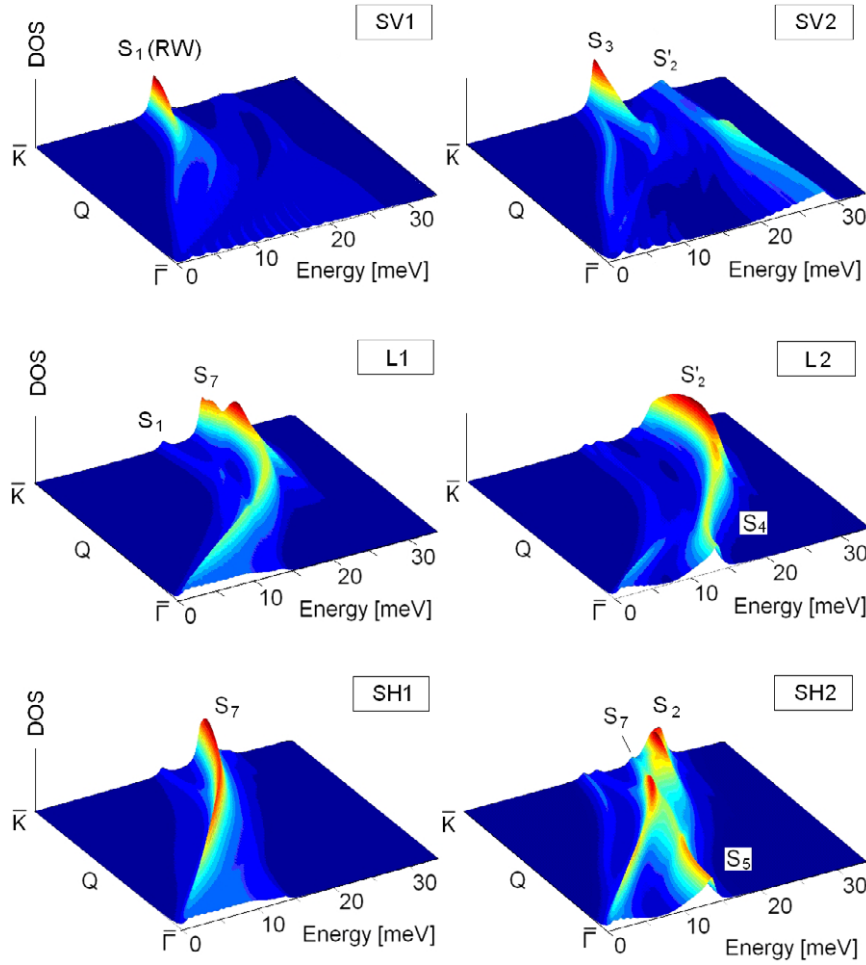 DOS
S₁(RW)
SV1
K̅
Q
Γ̅
0
10
20
30
Energy [meV]
S₃
S'₂
SV2
K̅
Q
Γ̅
0
10
20
30
Energy [meV]
DOS
S₁
S₇
L1
K̅
Q
Γ̅
0
10
20
30
Energy [meV]
S'₂
L2
S₄
K̅
Q
Γ̅
0
10
20
30
Energy [meV]
DOS
S₇
SH1
K̅
Q
Γ̅
0
10
20
30
Energy [meV]
S₇
S₂
SH2
S₅
K̅
Q
Γ̅
0
10
20
30
Energy [meV]